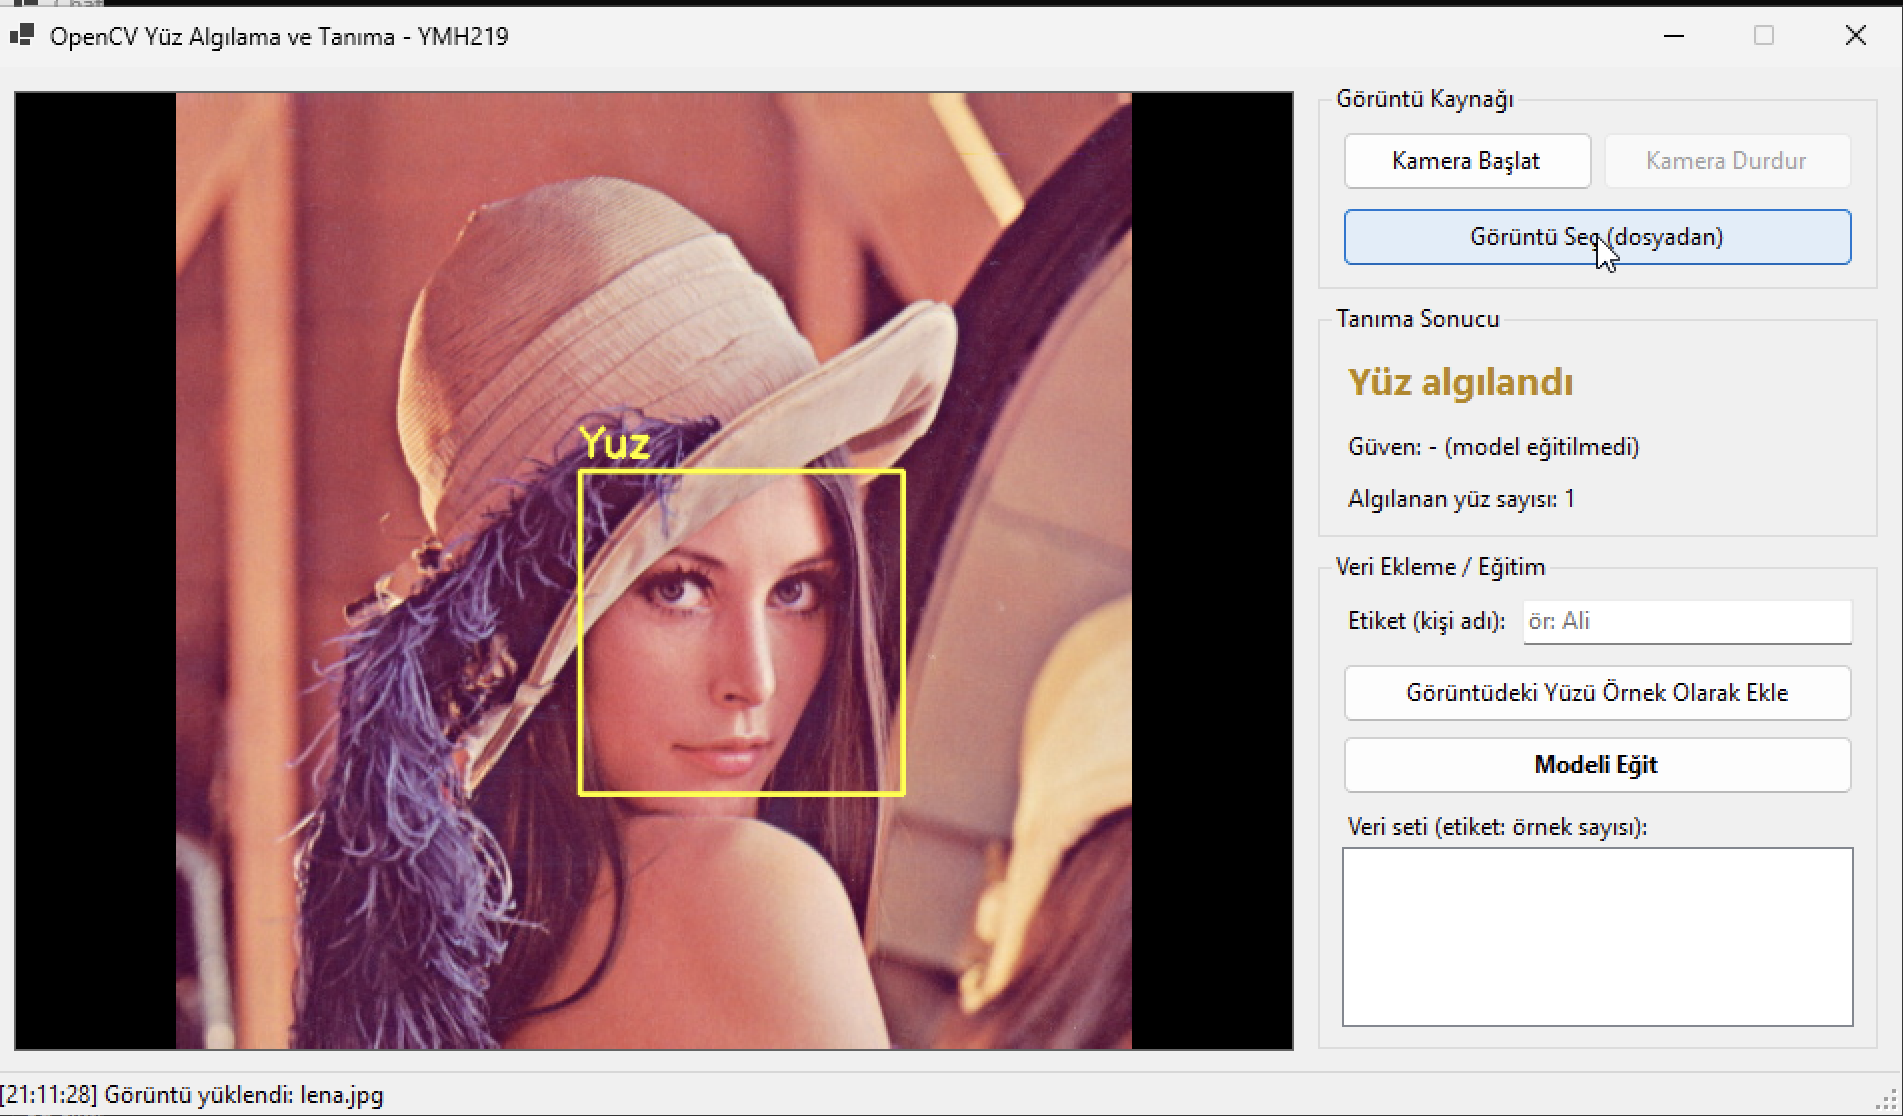 OpenCV Yüz Algılama ve Tanıma - YMH219
Yuz
Görüntü Kaynağı
Kamera Başlat
Kamera Durdur
Görüntü Seç (dosyadan)
Tanıma Sonucu
Yüz algılandı
Güven: - (model eğitilmedi)
Algılanan yüz sayısı: 1
Veri Ekleme / Eğitim
Etiket (kişi adı): ör: Ali
Görüntüdeki Yüzü Örnek Olarak Ekle
Modeli Eğit
Veri seti (etiket: örnek sayısı):
[21:11:28] Görüntü yüklendi: lena.jpg